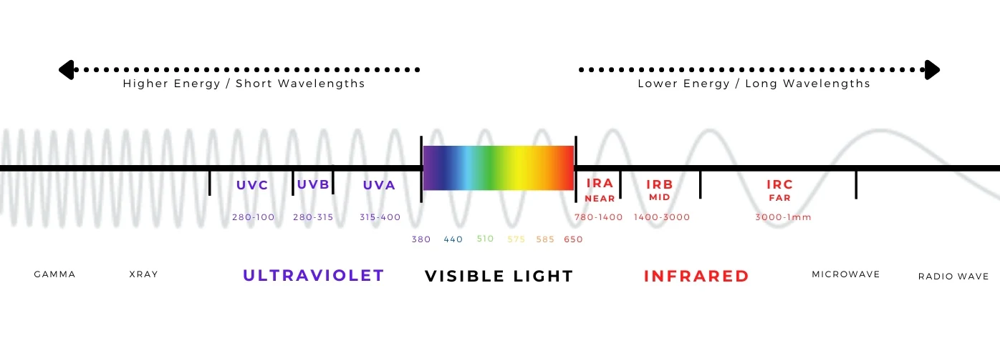 Higher Energy / Short Wavelengths
Lower Energy / Long Wavelengths
UVC
UVB
UVA
IRA
NEAR
IRB
MID
IRC
FAR
280-100
280-315
315-400
780-1400
1400-3000
3000-1mm
380
440
510
575
585
650
GAMMA
XRAY
ULTRAVIOLET
VISIBLE LIGHT
INFRARED
MICROWAVE
RADIO WAVE